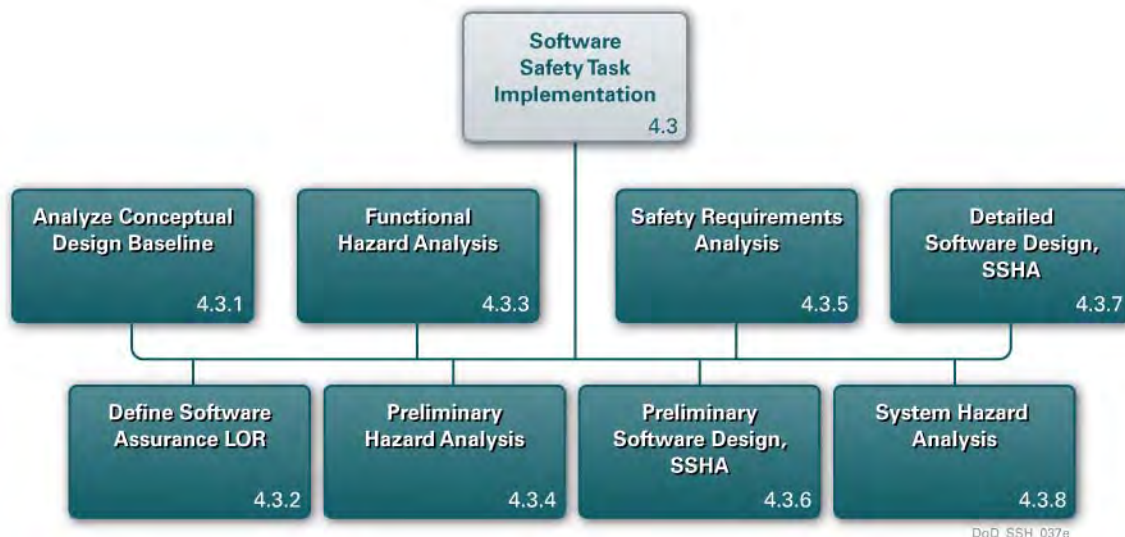 Software
Safety Task
Implementation
4.3
Analyze Conceptual
Design Baseline
4.3.1
Functional
Hazard Analysis
4.3.3
Safety Requirements
Analysis
4.3.5
Detailed
Software Design,
SSHA
4.3.7
Define Software
Assurance LOR
4.3.2
Preliminary
Hazard Analysis
4.3.4
Preliminary
Software Design,
SSHA
4.3.6
System Hazard
Analysis
4.3.8
DoD_SSH_037e